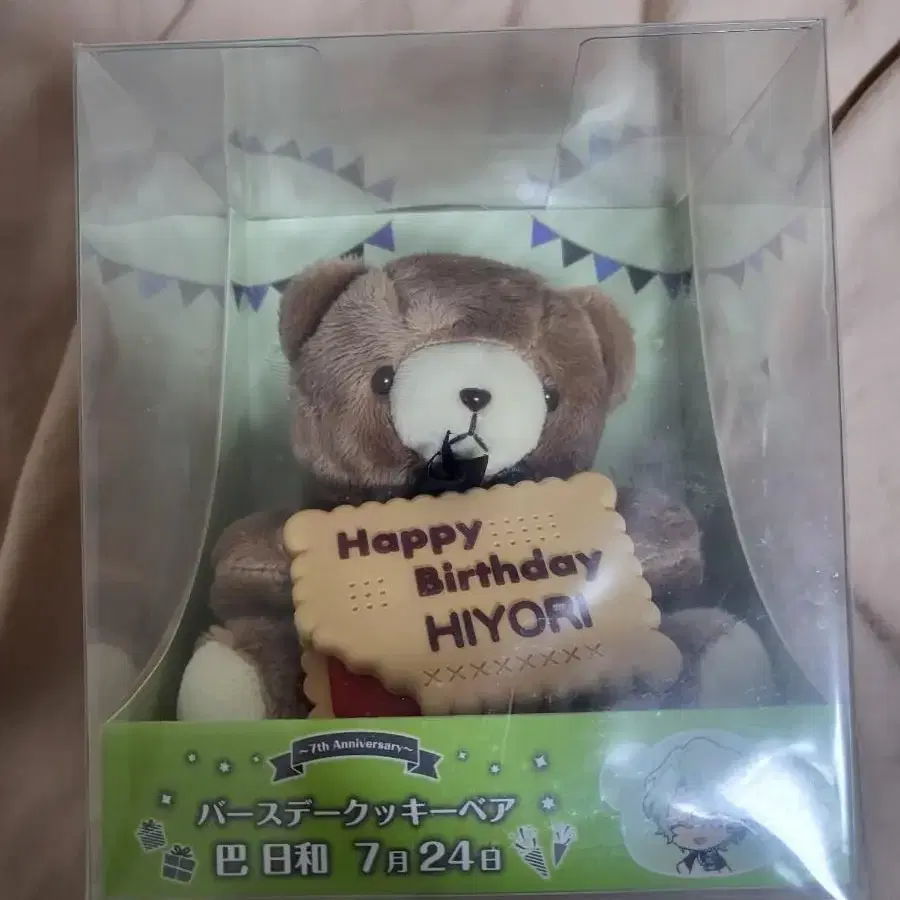 Happy
Birthday
HIYORI
~7th Anniversary~
バースデークッキーベア
巴 日和 7月24日